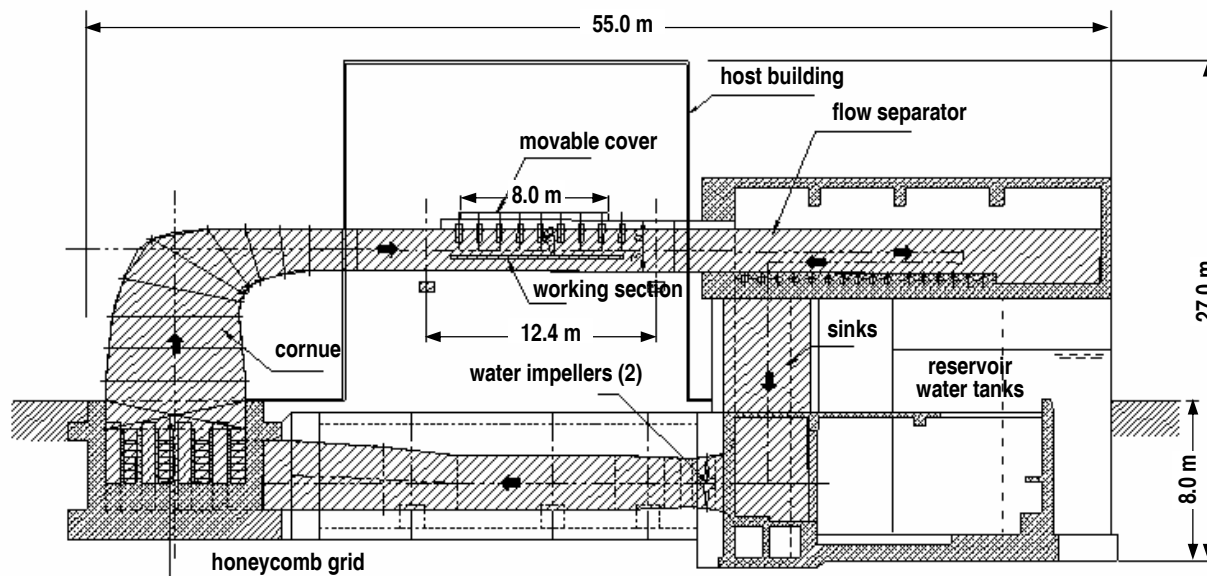 55.0 m
host building
flow separator
movable cover
8.0 m
27.0 m
working section
cornue
12.4 m
sinks
water impellers (2)
reservoir
water tanks
8.0 m
honeycomb grid